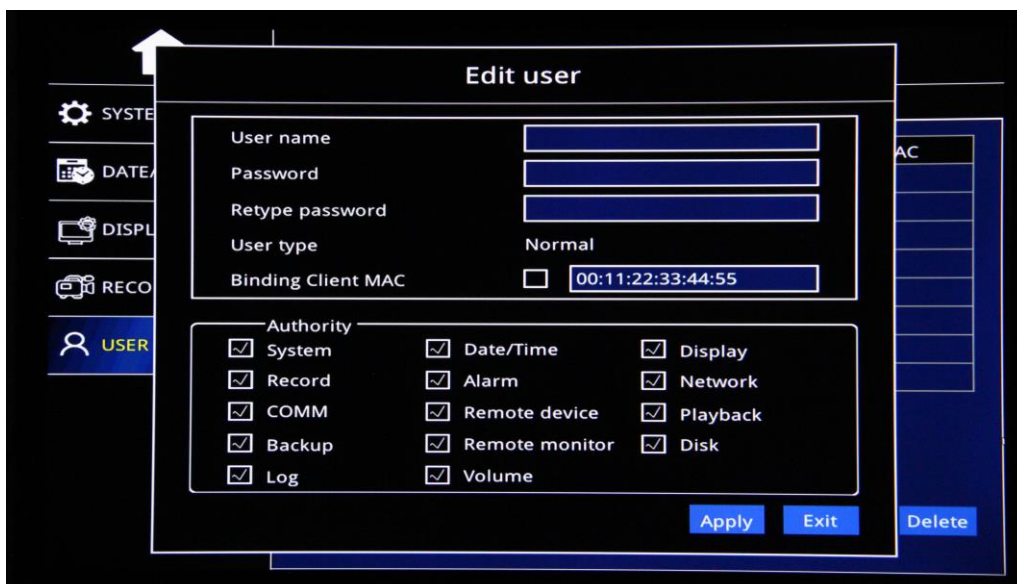 Edit user
SYSTE
DATE/
DISPL
RECO
USER
AC
User name
Password
Retype password
User type Normal
Binding Client MAC 00:11:22:33:44:55
Authority
System Date/Time Display
Record Alarm Network
COMM Remote device Playback
Backup Remote monitor Disk
Log Volume
Apply Exit Delete